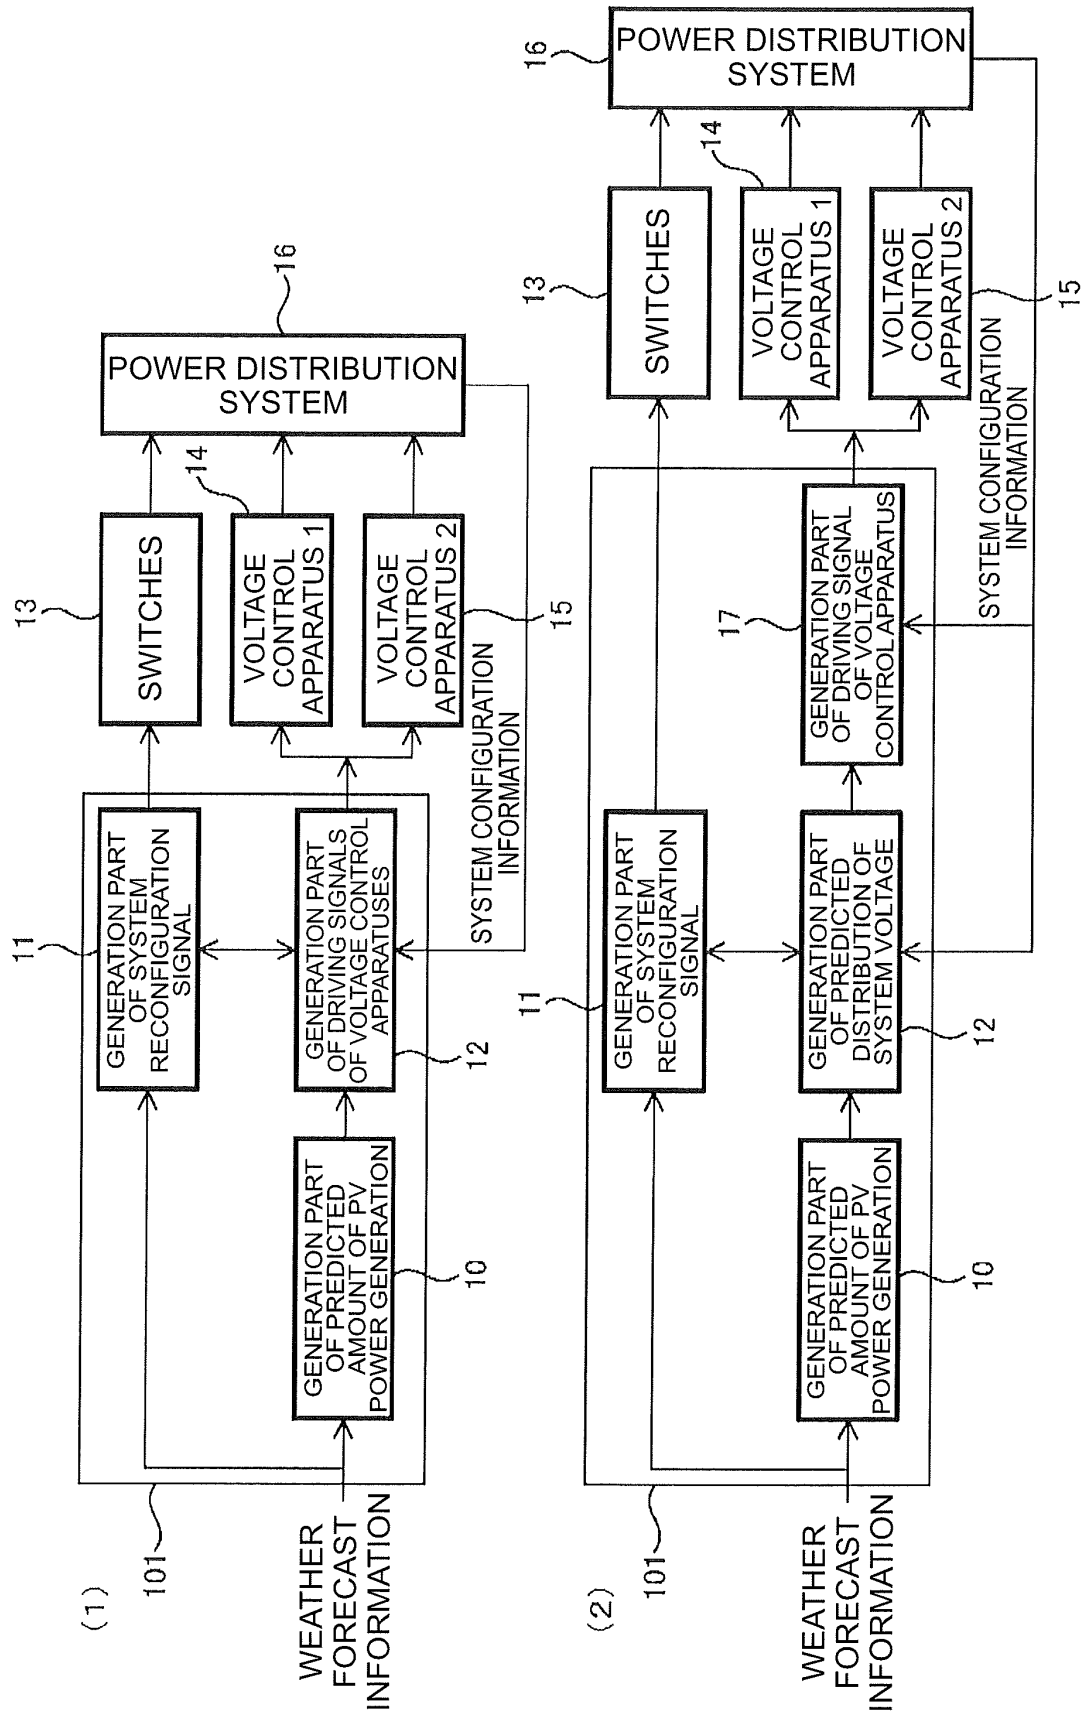 (1)
101
WEATHER
FORECAST
INFORMATION
GENERATION PART
OF PREDICTED
AMOUNT OF PV
POWER GENERATION
10
11
GENERATION PART
OF SYSTEM
RECONFIGURATION
SIGNAL
GENERATION PART
OF DRIVING SIGNALS
OF VOLTAGE CONTROL
APPARATUSES
12
13
SWITCHES
14
VOLTAGE
CONTROL
APPARATUS 1
VOLTAGE
CONTROL
APPARATUS 2
15
SYSTEM CONFIGURATION
INFORMATION
16
POWER DISTRIBUTION
SYSTEM
(2)
101
WEATHER
FORECAST
INFORMATION
GENERATION PART
OF PREDICTED
AMOUNT OF PV
POWER GENERATION
10
11
GENERATION PART
OF SYSTEM
RECONFIGURATION
SIGNAL
GENERATION PART
OF PREDICTED
DISTRIBUTION OF
SYSTEM VOLTAGE
12
17
GENERATION PART
OF DRIVING SIGNAL
OF VOLTAGE
CONTROL APPARATUS
13
SWITCHES
14
VOLTAGE
CONTROL
APPARATUS 1
VOLTAGE
CONTROL
APPARATUS 2
15
SYSTEM CONFIGURATION
INFORMATION
16
POWER DISTRIBUTION
SYSTEM